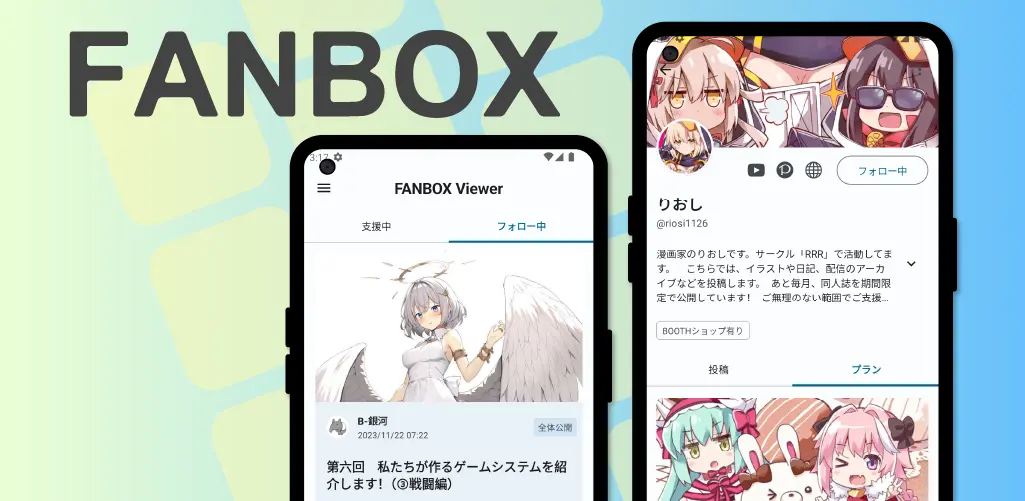 FANBOX
3:17
FANBOX Viewer
支援中
フォロー中
B-銀河
2023/11/22 07:22
全体公開
第六回　私たちが作るゲームシステムを紹
介します！（③戦闘編）
フォロー中
りおし
@riosi1126
漫画家のりおしです。サークル「RRR」で活動してま
す。　こちらでは、イラストや日記、配信のアーカ
イブなどを投稿します。　あと毎月、同人誌を期間限
定で公開しています！　ご無理のない範囲でご支援...
BOOTHショップ有り
投稿
プラン